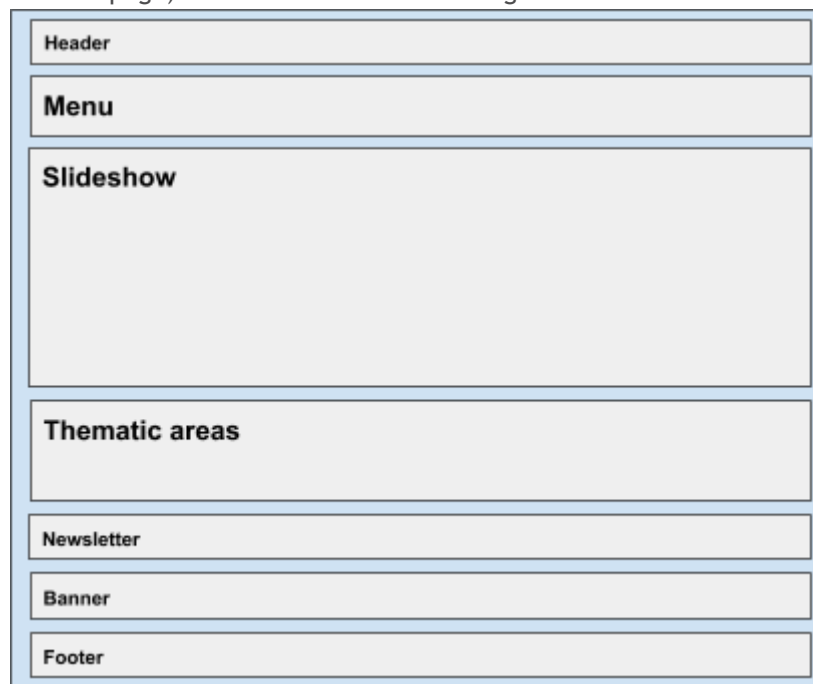 Header
Menu
Slideshow
Thematic areas
Newsletter
Banner
Footer